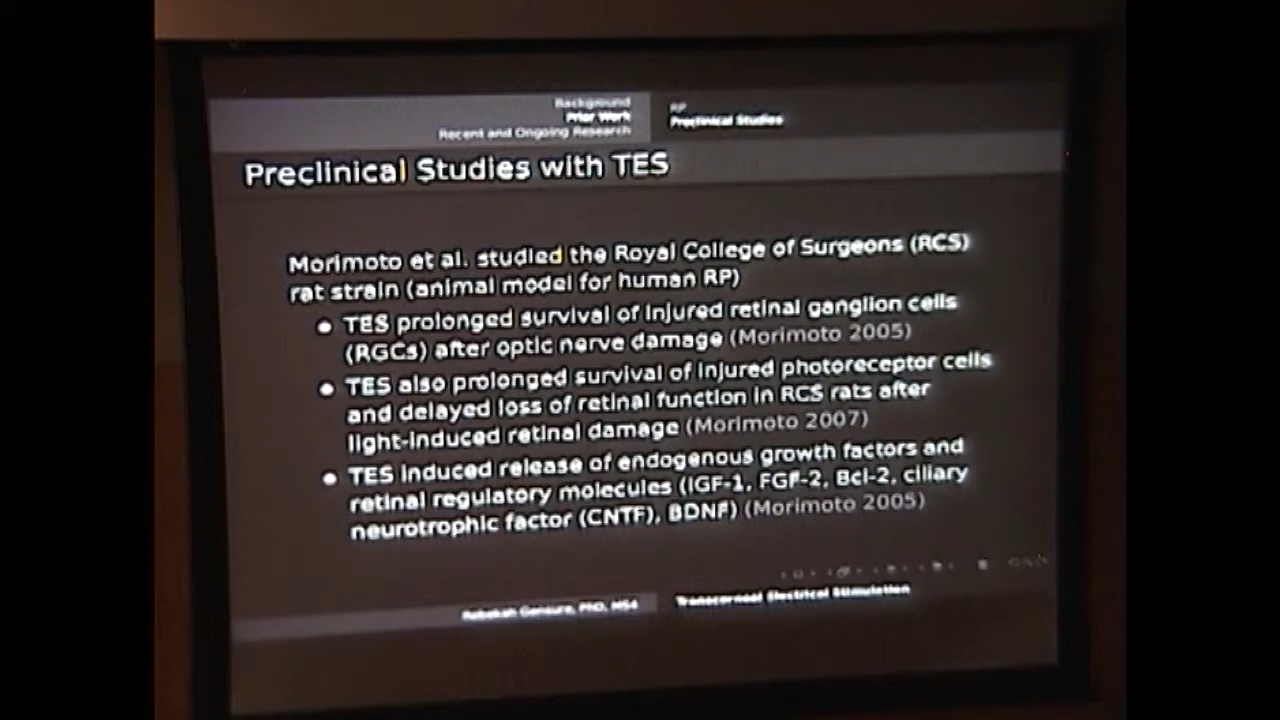 Background
Prior Work
Recent and Ongoing Research
RP
Preclinical Studies
Preclinical Studies with TES
Morimoto et al. studied the Royal College of Surgeons (RCS)
rat strain (animal model for human RP)
TES prolonged survival of injured retinal ganglion cells
(RGCs) after optic nerve damage (Morimoto 2005)
TES also prolonged survival of injured photoreceptor cells
and delayed loss of retinal function in RCS rats after
light-induced retinal damage (Morimoto 2007)
TES induced release of endogenous growth factors and
retinal regulatory molecules (IGF-1, FGF-2, Bcl-2, ciliary
neurotrophic factor (CNTF), BDNF) (Morimoto 2005)
Rebekah Gensure, PhD, MS4
Transcorneal Electrical Stimulation